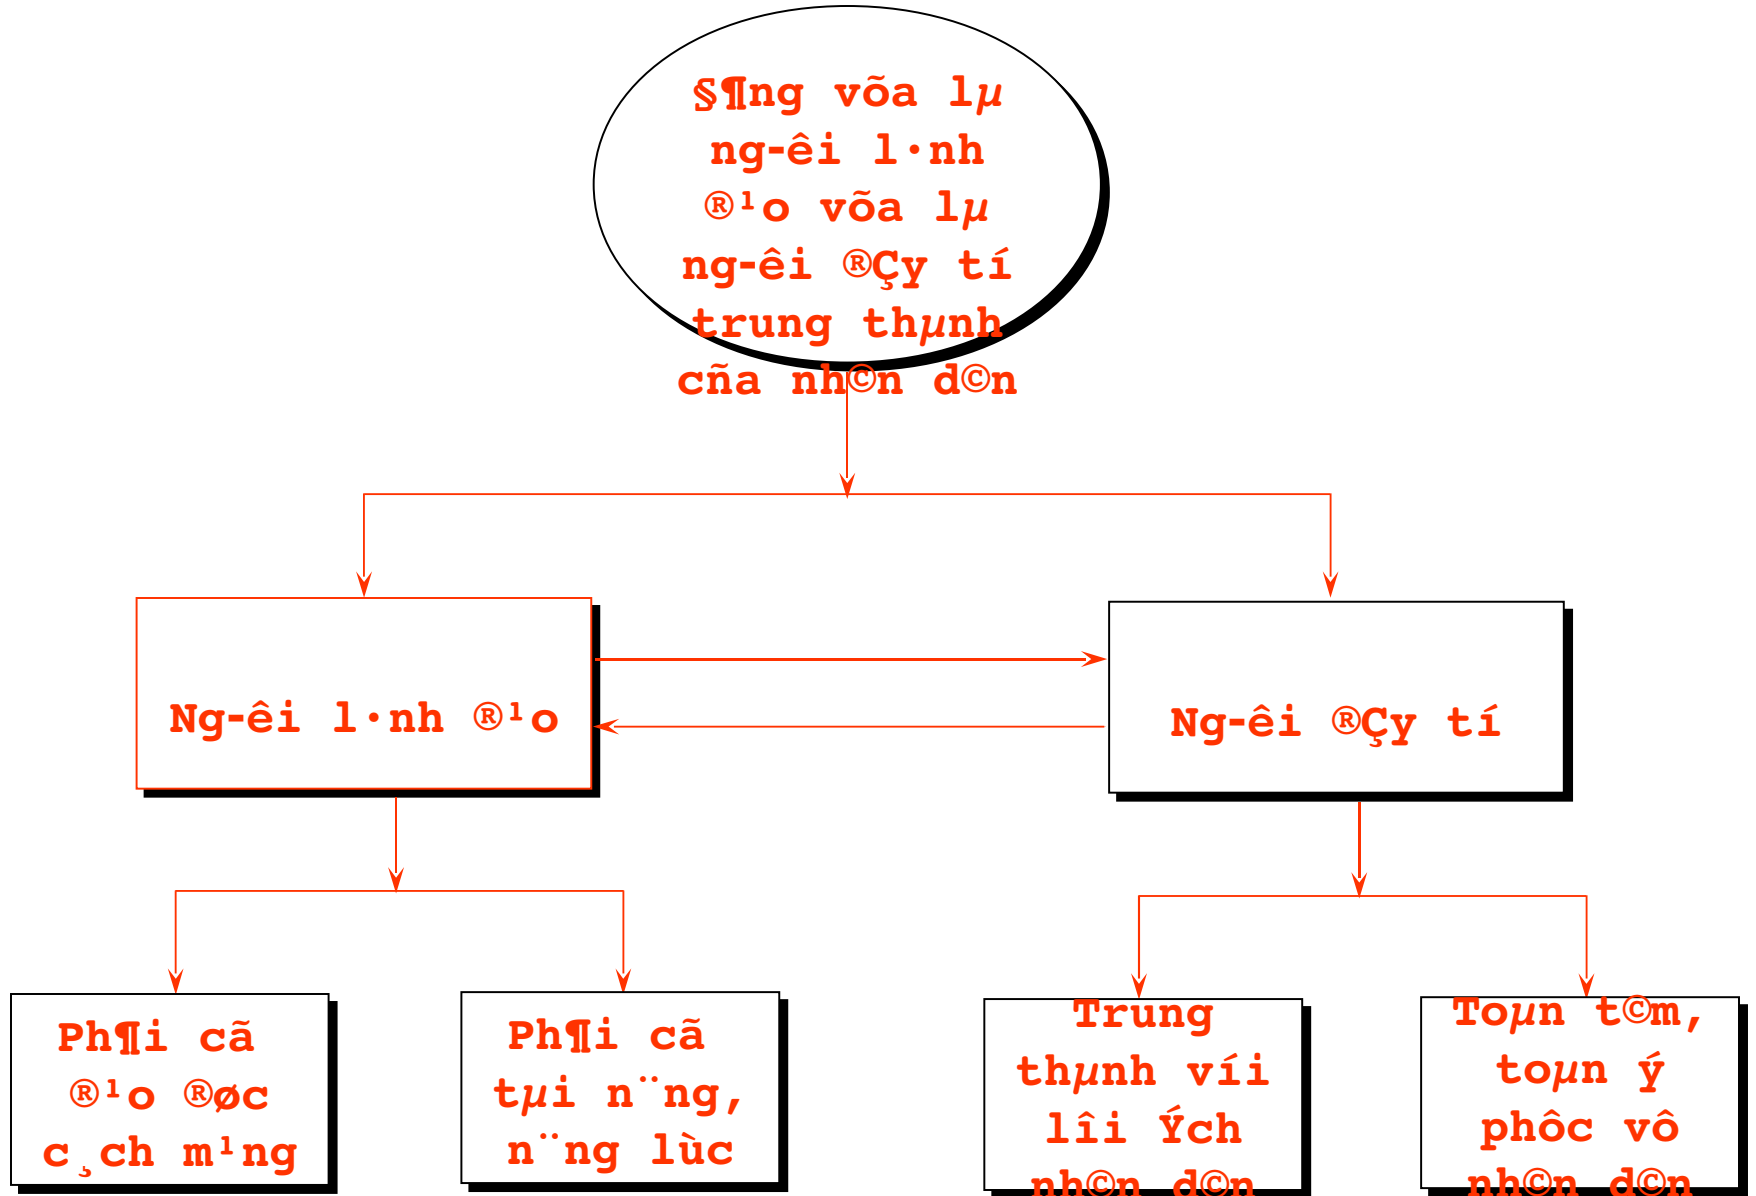 §¶ng võa lµ
ng-êi l·nh
®¹o võa lµ
ng-êi ®Çy tí
trung thµnh
cña nh©n d©n
Ng-êi l·nh ®¹o
Ng-êi ®Çy tí
Ph¶i cã
®¹o ®øc
c¸ch m¹ng
Ph¶i cã
tµi n¨ng,
n¨ng lùc
Trung
thµnh víi
lîi Ých
nh©n d©n
Toµn t©m,
toµn ý
phôc vô
nh©n d©n